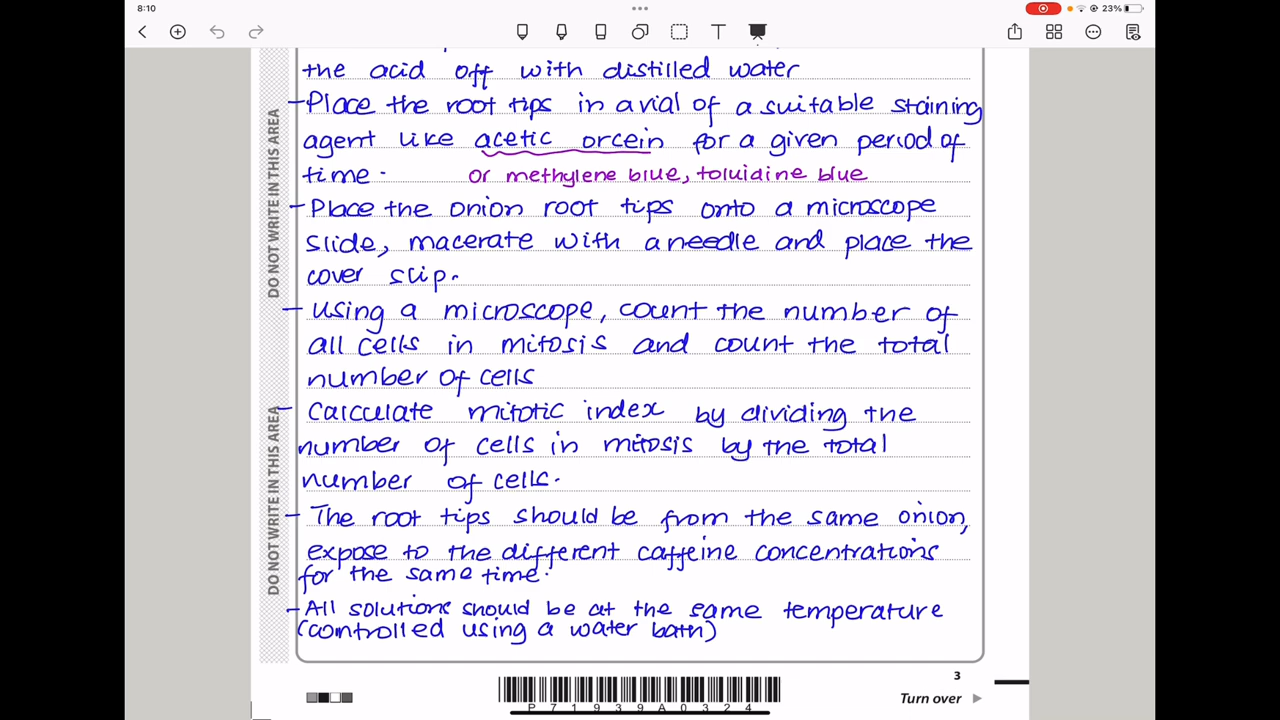 8:10
23%
the acid off with distilled water
-Place the root tips in a vial of a suitable staining
agent like acetic orcein for a given period of
time.
or methylene blue, toluidine blue
-Place the onion root tips onto a microscope
slide, macerate with a needle and place the
cover slip.
- Using a microscope, count the number of
all cells in mitosis and count the total
number of cells
- Calculate mitotic index by dividing the
number of cells in mitosis by the total
number of cells.
- The root tips should be from the same onion,
expose to the different caffeine concentrations
for the same time.
-All solutions should be at the same temperature
(controlled using a water bath)
DO NOT WRITE IN THIS AREA
DO NOT WRITE IN THIS AREA
3
Turn over
P71939A0324